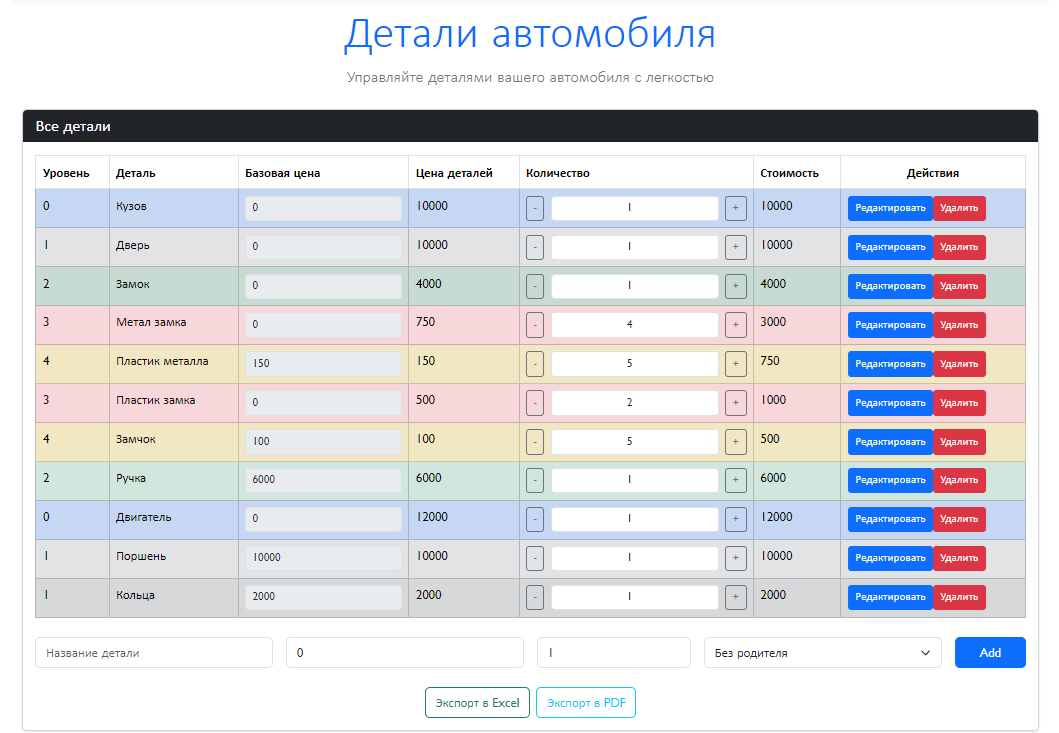 Детали автомобиля
Управляйте деталями вашего автомобиля с легкостью
Все детали
Уровень Деталь Базовая цена Цена деталей Количество Стоимость Действия
0 Кузов 0 10000 - 1 + 10000 Редактировать Удалить
1 Дверь 0 10000 - 1 + 10000 Редактировать Удалить
2 Замок 0 4000 - 1 + 4000 Редактировать Удалить
3 Метал замка 0 750 - 4 + 3000 Редактировать Удалить
4 Пластик металла 150 150 - 5 + 750 Редактировать Удалить
3 Пластик замка 0 500 - 2 + 1000 Редактировать Удалить
4 Замчок 100 100 - 5 + 500 Редактировать Удалить
2 Ручка 6000 6000 - 1 + 6000 Редактировать Удалить
0 Двигатель 0 12000 - 1 + 12000 Редактировать Удалить
1 Поршень 10000 10000 - 1 + 10000 Редактировать Удалить
1 Кольца 2000 2000 - 1 + 2000 Редактировать Удалить
Название детали 0 1 Без родителя Add
Экспорт в Excel Экспорт в PDF